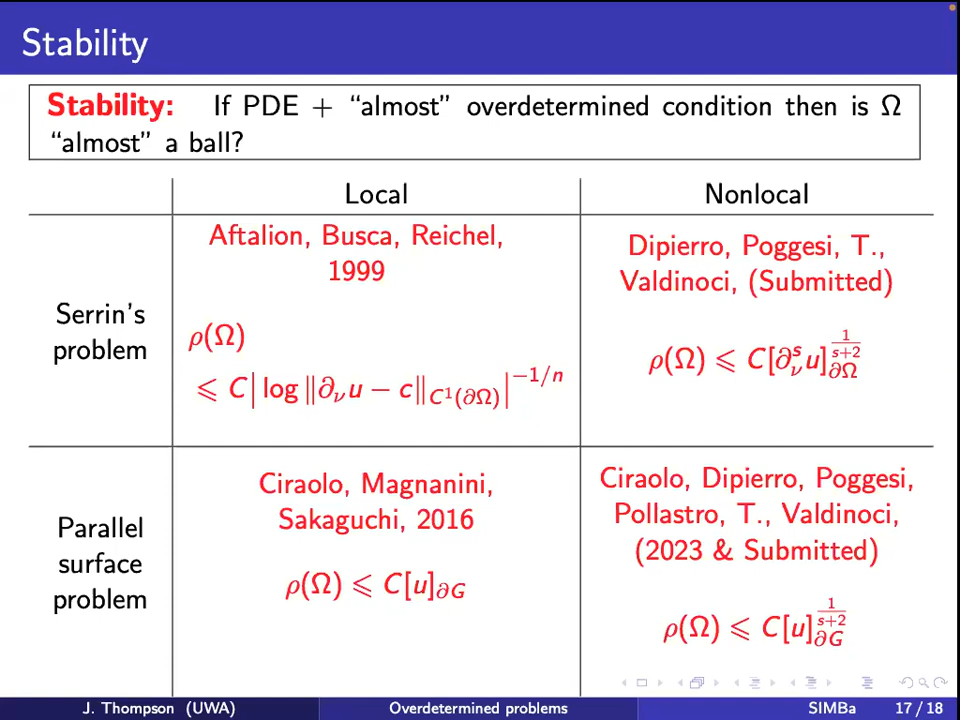 Stability
Stability: If PDE + “almost” overdetermined condition then is Ω
“almost” a ball?
Local
Nonlocal
Serrin’s
problem
Aftalion, Busca, Reichel,
1999
ρ(Ω)
⩽ C|log ‖∂νu − c‖C¹(∂Ω)|−1/n
Dipierro, Poggesi, T.,
Valdinoci, (Submitted)
ρ(Ω) ⩽ C[∂νˢu]∂Ω^1/(s+2)
Parallel
surface
problem
Ciraolo, Magnanini,
Sakaguchi, 2016
ρ(Ω) ⩽ C[u]∂G
Ciraolo, Dipierro, Poggesi,
Pollastro, T., Valdinoci,
(2023 & Submitted)
ρ(Ω) ⩽ C[u]∂G^1/(s+2)
J. Thompson (UWA) Overdetermined problems SIMBa 17 / 18